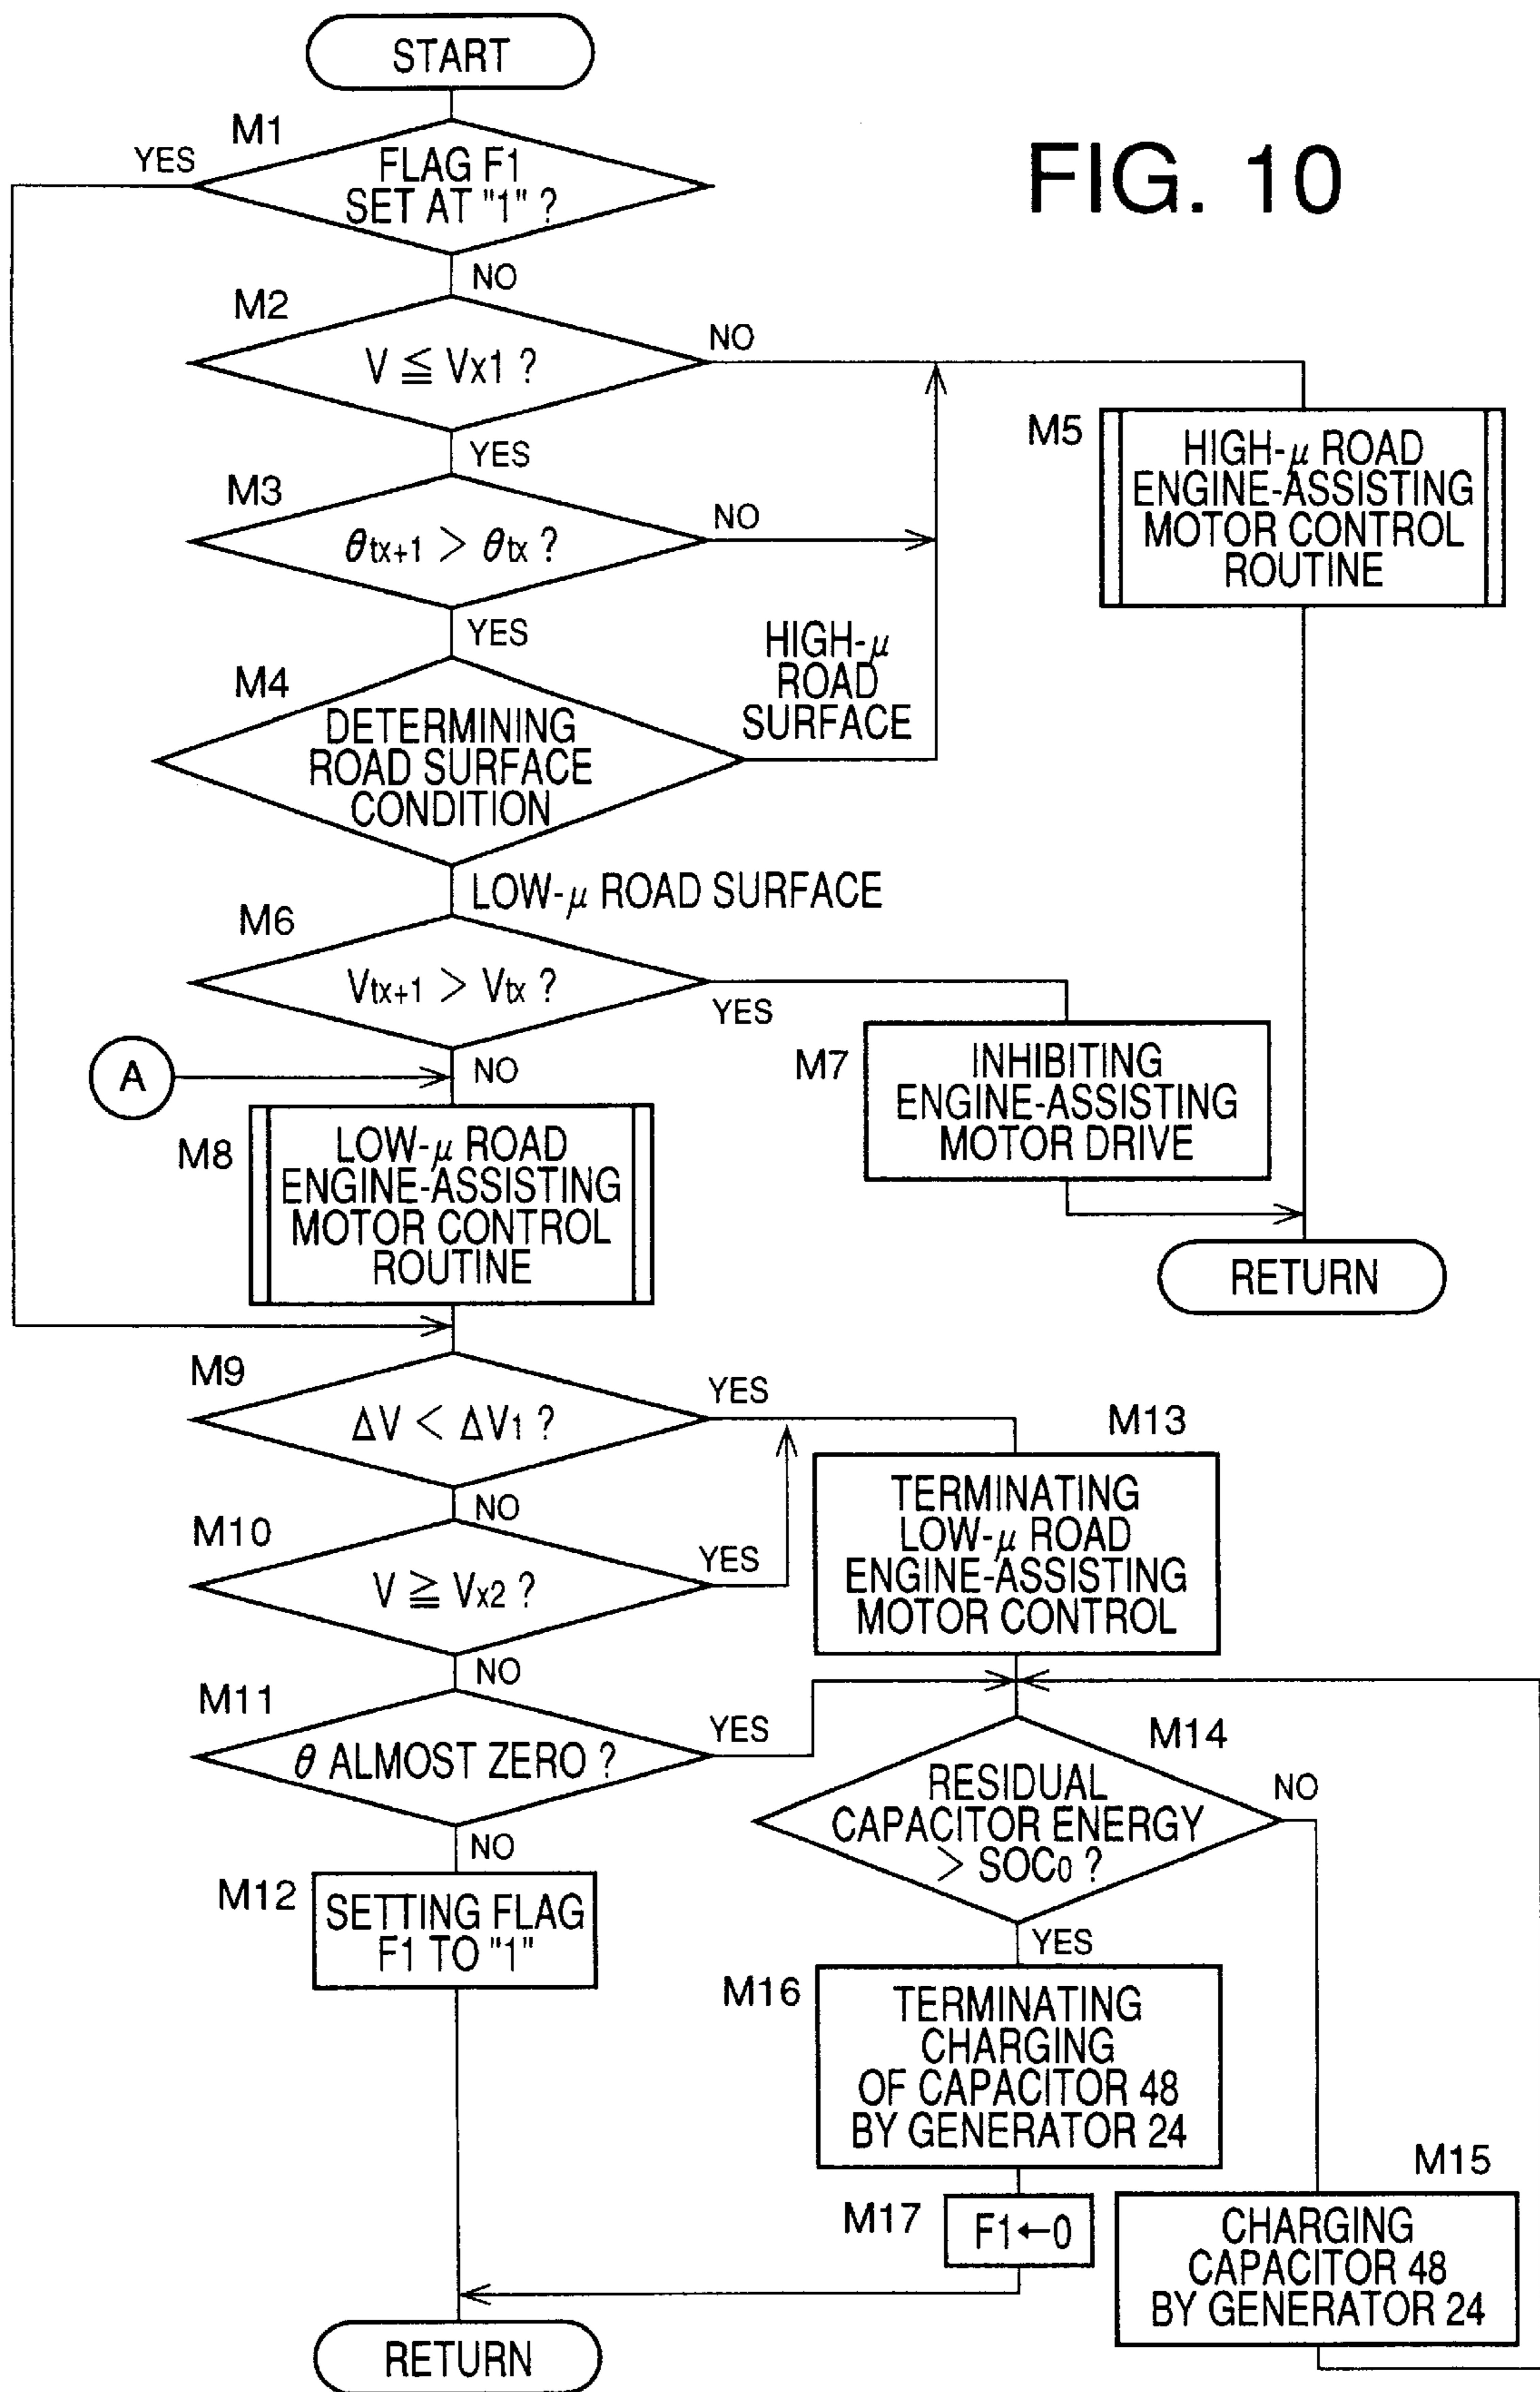 START
FIG. 10
M1
YES
FLAG F1
SET AT "1" ?
NO
M2
V ≦ Vx1 ?
NO
YES
M5
HIGH-μ ROAD
ENGINE-ASSISTING
MOTOR CONTROL
ROUTINE
M3
θtx+1 > θtx ?
NO
YES
HIGH-μ
ROAD
SURFACE
M4
DETERMINING
ROAD SURFACE
CONDITION
LOW-μ ROAD SURFACE
M6
Vtx+1 > Vtx ?
YES
NO
A
M7
INHIBITING
ENGINE-ASSISTING
MOTOR DRIVE
M8
LOW-μ ROAD
ENGINE-ASSISTING
MOTOR CONTROL
ROUTINE
RETURN
M9
ΔV < ΔV1 ?
YES
NO
M13
TERMINATING
LOW-μ ROAD
ENGINE-ASSISTING
MOTOR CONTROL
M10
V ≧ Vx2 ?
YES
NO
M11
θ ALMOST ZERO ?
YES
NO
M14
RESIDUAL
CAPACITOR ENERGY
> SOC0 ?
NO
YES
M12
SETTING FLAG
F1 TO "1"
M16
TERMINATING
CHARGING
OF CAPACITOR 48
BY GENERATOR 24
M17
F1←0
M15
CHARGING
CAPACITOR 48
BY GENERATOR 24
RETURN